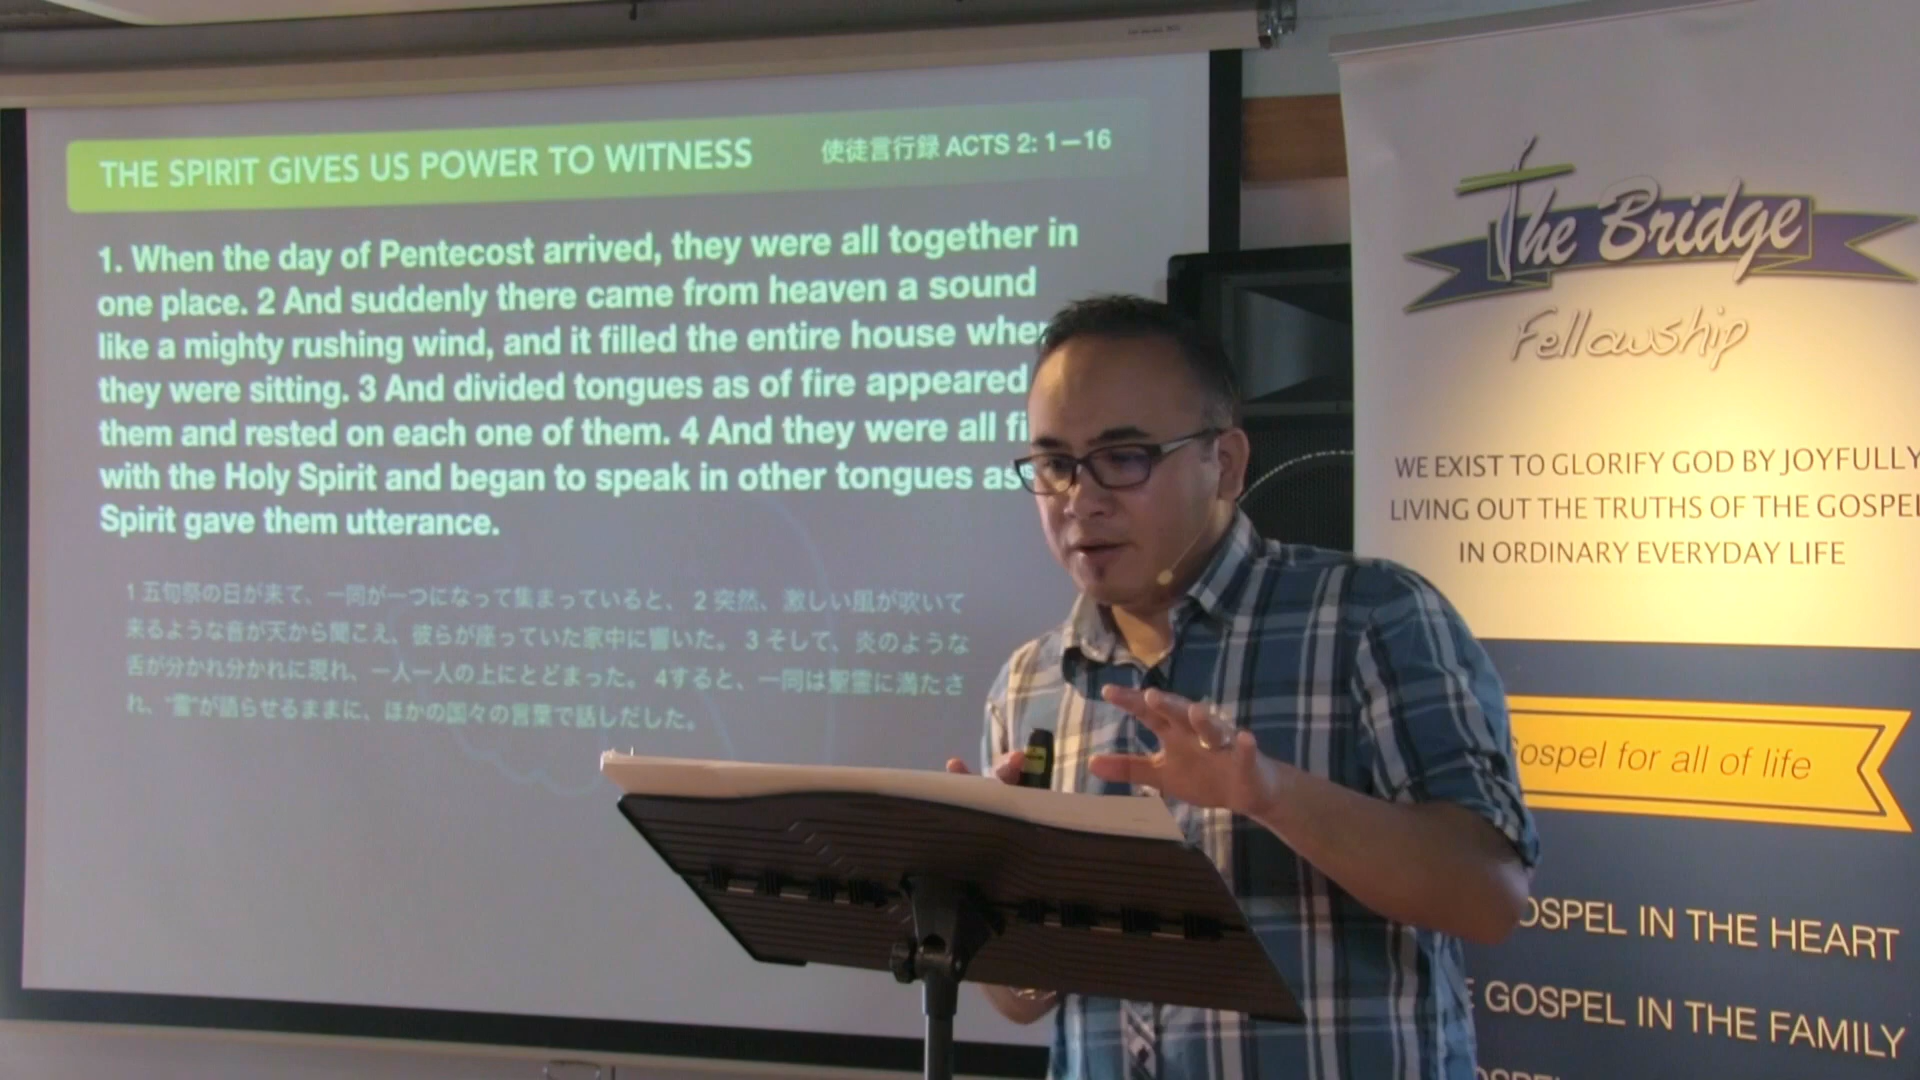 THE SPIRIT GIVES US POWER TO WITNESS
使徒言行録 ACTS 2: 1—16
1. When the day of Pentecost arrived, they were all together in
one place. 2 And suddenly there came from heaven a sound
like a mighty rushing wind, and it filled the entire house
they were sitting. 3 And divided tongues as of fire appeared
them and rested on each one of them. 4 And they were all
with the Holy Spirit and began to speak in other tongues as
Spirit gave them utterance.
1 五旬祭の日が来て、一同が一つになって集まっていると、 2 突然、激しい風が吹いて
来るような音が天から聞こえ、彼らが座っていた家中に響いた。 3 そして、炎のような
舌が分かれ分かれに現れ、一人一人の上にとどまった。 4すると、一同は聖霊に満たさ
れ、“霊”が語らせるままに、ほかの国々の言葉で話しだした。
The Bridge
Fellowship
WE EXIST TO GLORIFY GOD BY JOYFULLY
LIVING OUT THE TRUTHS OF THE GOSPEL
IN ORDINARY EVERYDAY LIFE
ospel for all of life
OSPEL IN THE HEART
E GOSPEL IN THE FAMILY